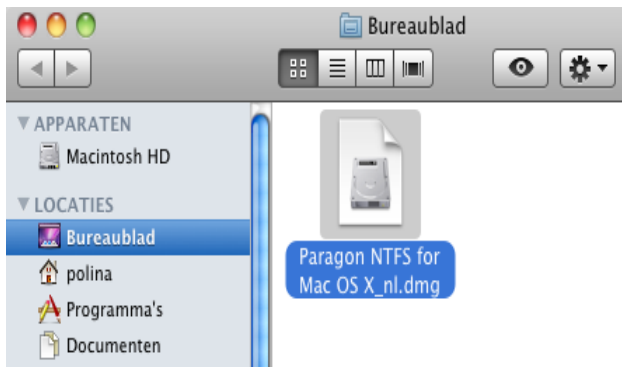 Bureaublad
APPARATEN
Macintosh HD
LOCATIES
Bureaublad
polina
Programma's
Documenten
Paragon NTFS for
Mac OS X_nl.dmg